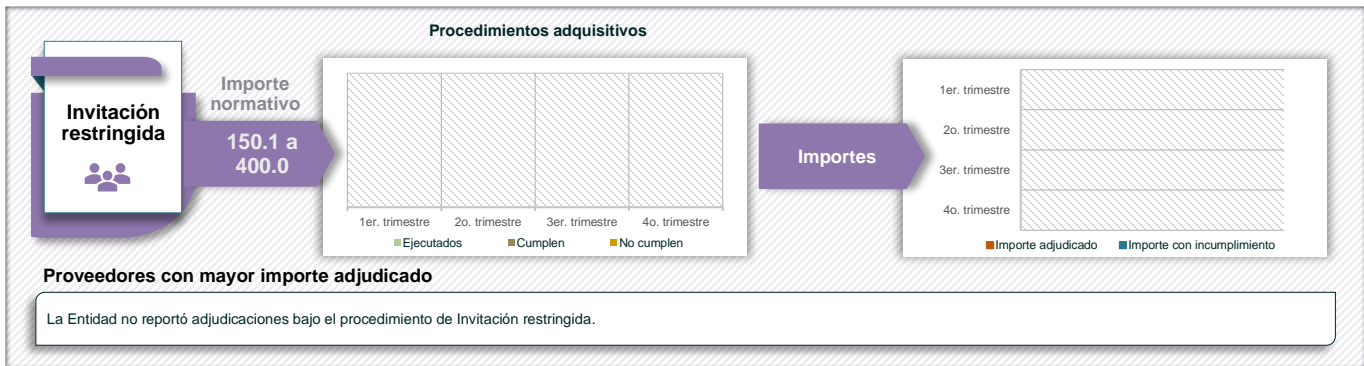 Procedimientos adquisitivos
Invitación
restringida
Importe
normativo
150.1 a
400.0
1er. trimestre 2o. trimestre 3er. trimestre 4o. trimestre
Ejecutados Cumplen No cumplen
Importes
1er. trimestre
2o. trimestre
3er. trimestre
4o. trimestre
Importe adjudicado Importe con incumplimiento
Proveedores con mayor importe adjudicado
La Entidad no reportó adjudicaciones bajo el procedimiento de Invitación restringida.